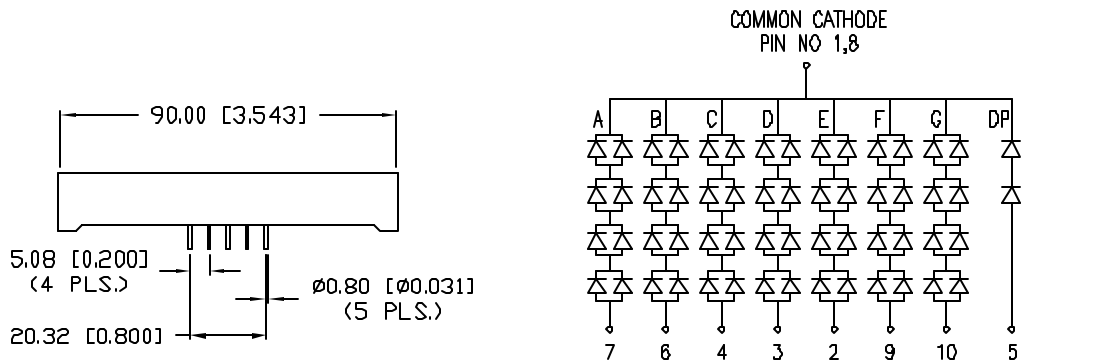 COMMON CATHODE
PIN NO 1,8
90.00 [3.543]
A B C D E F G DP
5.08 [0.200]
(4 PLS.)
Ø0.80 [Ø0.031]
(5 PLS.)
20.32 [0.800]
7 6 4 3 2 9 10 5